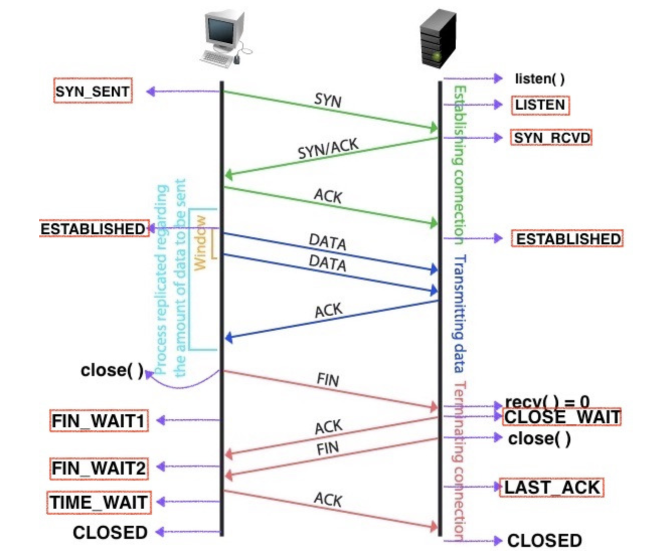 listen( )
SYN_SENT
SYN
LISTEN
SYN_RCVD
SYN/ACK
ACK
Establishing connection
ESTABLISHED
ESTABLISHED
Process replicated regarding
the amount of data to be sent
Window
DATA
DATA
ACK
Transmitting data
close( )
FIN
recv( ) = 0
CLOSE_WAIT
FIN_WAIT1
ACK
FIN
close( )
FIN_WAIT2
Terminating connection
LAST_ACK
TIME_WAIT
ACK
CLOSED
CLOSED